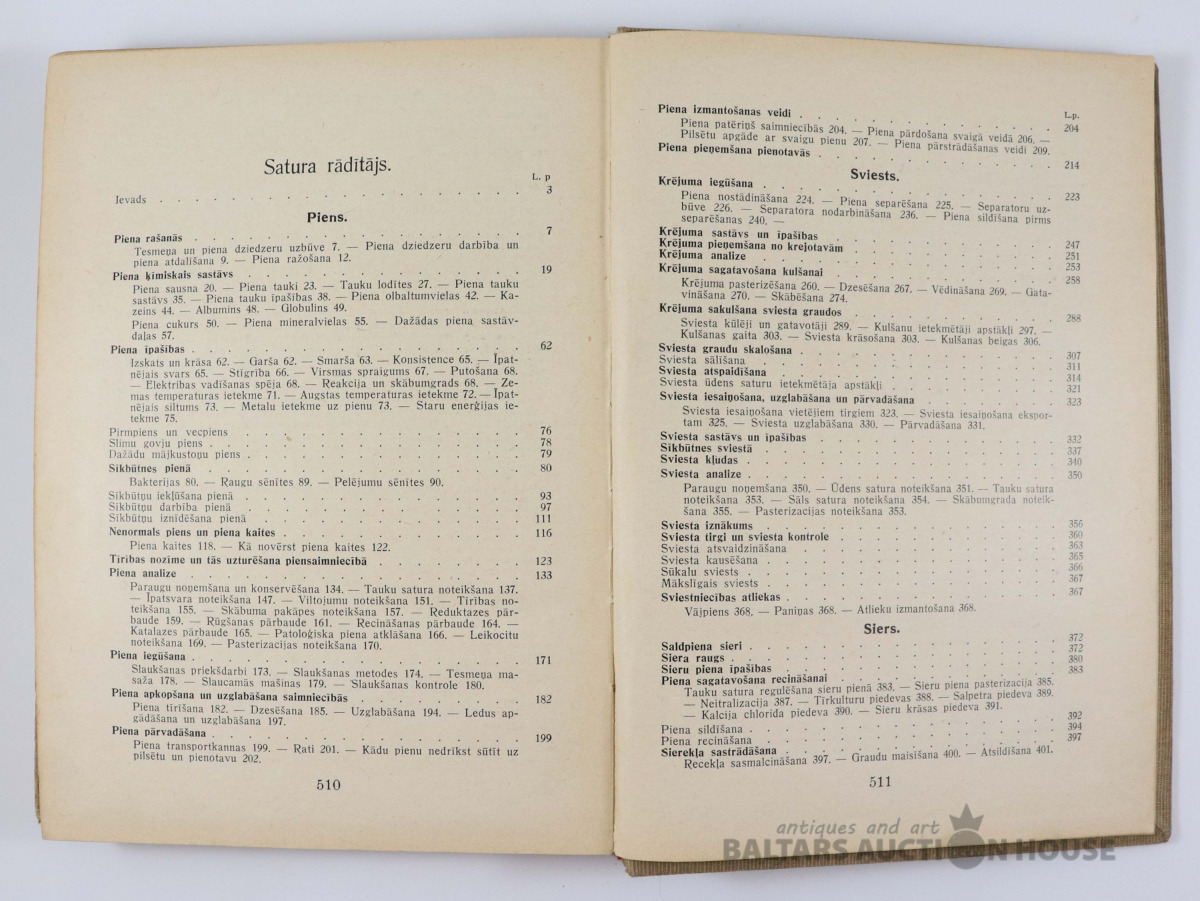 Satura rādītājs.
L. p
Ievads . . . 3
Piens.
Piena rašanās . . . 7
Tesmeņa un piena dziedzeru uzbūve 7. — Piena dziedzeru darbība un
piena atdalīšana 9. — Piena ražošana 12.
Piena ķīmiskais sastāvs . . . 19
Piena sausna 20. — Piena tauki 23. — Tauku lodītes 27. — Piena tauku
sastāvs 35. — Piena tauku īpašības 38. — Piena olbaltumvielas 42. — Ka-
zeins 44. — Albumins 48. — Globulins 49.
Piena cukurs 50. — Piena mineralvielas 55. — Dažādas piena sastāv-
daļas 57.
Piena īpašības . . . 62
Izskats un krāsa 62. — Garša 62. — Smarša 63. — Konsistence 65. — Īpat-
nējais svars 65. — Stīgrība 66. — Virsmas spraigums 67. — Putošana 68.
— Elektrības vadīšanas spēja 68. — Reakcija un skābumgrads 68. — Ze-
mas temperaturas ietekme 71. — Augstas temperaturas ietekme 72. — Īpat-
nējais siltums 73. — Metalu ietekme uz pienu 73. — Staru enerģijas ie-
tekme 75.
Pirmpiens un vecpiens . . . 76
Slimu govju piens . . . 78
Dažādu mājkustoņu piens . . . 79
Sīkbūtnes pienā . . . 80
Bakterijas 80. — Raugu sēnītes 89. — Pelējumu sēnītes 90.
Sīkbūtņu iekļūšana pienā . . . 93
Sīkbūtņu darbība pienā . . . 97
Sīkbūtņu iznīdēšana pienā . . . 111
Nenormals piens un piena kaites . . . 116
Piena kaites 118. — Kā novērst piena kaites 122.
Tīrības nozīme un tās uzturēšana piensaimniecībā . . . 123
Piena analize . . . 133
Paraugu noņemšana un konservēšana 134. — Tauku satura noteikšana 137.
— Īpatsvara noteikšana 147. — Viltojumu noteikšana 151. — Tīrības no-
teikšana 155. — Skābuma pakāpes noteikšana 157. — Reduktazes pār-
baude 159. — Rūgšanas pārbaude 161. — Recināšanas pārbaude 164. —
Katalazes pārbaude 165. — Patoloģiska piena atklāšana 166. — Leikocitu
noteikšana 169. — Pasterizacijas noteikšana 170.
Piena iegūšana . . . 171
Slaukšanas priekšdarbi 173. — Slaukšanas metodes 174. — Tesmeņa ma-
saža 178. — Slaucamās mašinas 179. — Slaukšanas kontrole 180.
Piena apkopšana un uzglabāšana saimniecībās . . . 182
Piena tīrīšana 182. — Dzesēšana 185. — Uzglabāšana 194. — Ledus ap-
gādāšana un uzglabāšana 197.
Piena pārvadāšana . . . 199
Piena transportkannas 199. — Rati 201. — Kādu pienu nedrīkst sūtīt uz
pilsētu un pienotavu 202.
510
L.p.
Piena izmantošanas veidi . . . 204
Piena patēriņš saimniecībās 204. — Piena pārdošana svaigā veidā 206. —
Pilsētu apgāde ar svaigu pienu 207. — Piena pārstrādāšanas veidi 209.
Piena pieņemšana pienotavās . . . 214
Sviests.
Krējuma iegūšana . . . 223
Piena nostādināšana 224. — Piena separēšana 225. — Separatoru uz-
būve 226. — Separatora nodarbināšana 236. — Piena sildīšana pirms
separēšanas 240. —
Krējuma sastāvs un īpašības . . . 247
Krējuma pieņemšana no krejotavām . . . 251
Krējuma analize . . . 253
Krējuma sagatavošana kulšanai . . . 258
Krējuma pasterizēšana 260. — Dzesēšana 267. — Vēdināšana 269. — Gata-
vināšana 270. — Skābēšana 274.
Krējuma sakulšana sviesta graudos . . . 288
Sviesta kūlēji un gatavotāji 289. — Kulšanu ietekmētāji apstākļi 297. —
Kulšanas gaita 303. — Sviesta krāsošana 303. — Kulšanas beigas 306.
Sviesta graudu skalošana . . . 307
Sviesta sālīšana . . . 311
Sviesta atspaidīšana . . . 314
Sviesta ūdens saturu ietekmētāja apstākļi . . . 321
Sviesta iesaiņošana, uzglabāšana un pārvadāšana . . . 323
Sviesta iesaiņošana vietējiem tirgiem 323. — Sviesta iesaiņošana ekspor-
tam 325. — Sviesta uzglabāšana 330. — Pārvadāšana 331.
Sviesta sastāvs un īpašības . . . 332
Sīkbūtnes sviestā . . . 337
Sviesta kļudas . . . 340
Sviesta analize . . . 350
Paraugu noņemšana 350. — Ūdens satura noteikšana 351. — Tauku satura
noteikšana 353. — Sāls satura noteikšana 354. — Skābumgrada noteik-
šana 355. — Pasterizacijas noteikšana 353.
Sviesta iznākums . . . 356
Sviesta tirgi un sviesta kontrole . . . 360
Sviesta atsvaidzināšana . . . 363
Sviesta kausēšana . . . 365
Sūkalu sviests . . . 366
Mākslīgais sviests . . . 367
Sviestniecības atliekas . . . 367
Vājpiens 368. — Paniņas 368. — Atlieku izmantošana 368.
Siers.
Saldpiena sieri . . . 372
Siera raugs . . . 372
Sieru piena īpašības . . . 380
Piena sagatavošana recināšanai . . . 383
Tauku satura regulēšana sieru pienā 383. — Sieru piena pasterizacija 385.
— Neitralizacija 387. — Tīrkulturu piedevas 388. — Salpetra piedeva 389.
— Kalcija chlorida piedeva 390. — Sieru krāsas piedeva 391.
Piena sildīšana . . . 392
Piena recināšana . . . 394
Sierekļa sastrādāšana . . . 397
Recekļa sasmalcināšana 397. — Graudu maisīšana 400. — Atsildīšana 401.
511
antiques and art
BALTARS AUCTION HOUSE